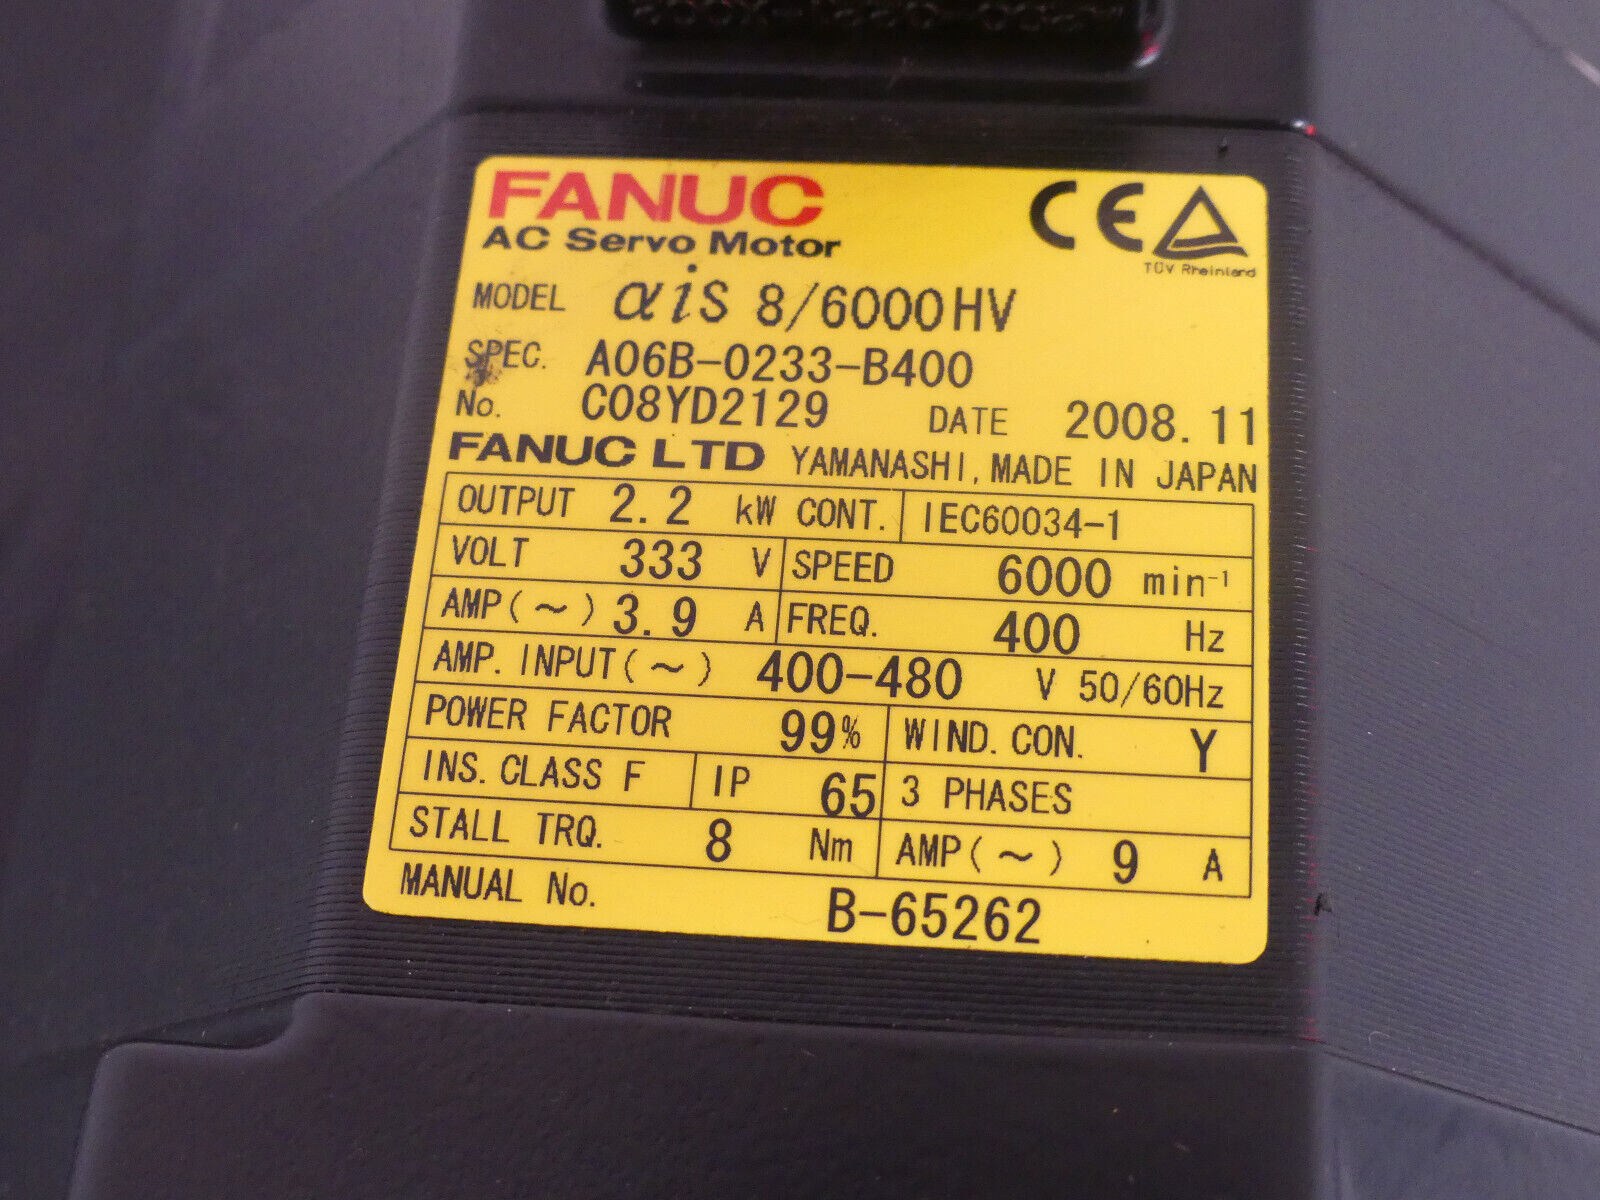 FANUC
AC Servo Motor
CE
TÜV Rheinland
MODEL αiS 8/6000HV
SPEC. A06B-0233-B400
No. C08YD2129 DATE 2008.11
FANUC LTD YAMANASHI, MADE IN JAPAN
OUTPUT 2.2 kW CONT. IEC60034-1
VOLT 333 V SPEED 6000 min⁻¹
AMP(~) 3.9 A FREQ. 400 Hz
AMP. INPUT(~) 400-480 V 50/60Hz
POWER FACTOR 99% WIND. CON. Y
INS. CLASS F IP 65 3 PHASES
STALL TRQ. 8 Nm AMP(~) 9 A
MANUAL No. B-65262